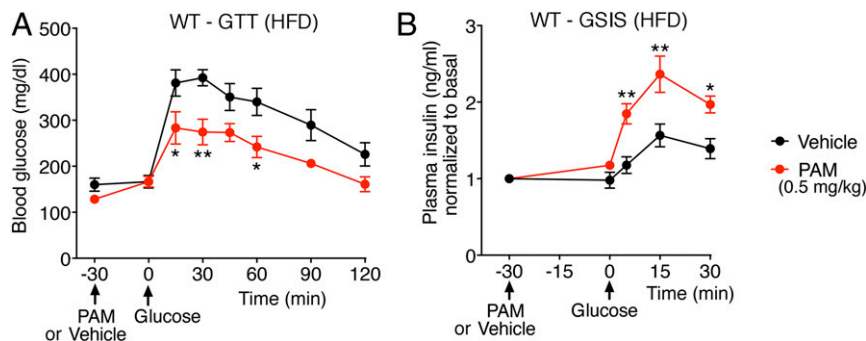 A
WT - GTT (HFD)
Blood glucose (mg/dl)
500
400
300
200
100
0
* ** *
-30 0 30 60 90 120
Time (min)
PAM
or Vehicle
Glucose
B
WT - GSIS (HFD)
Plasma insulin (ng/ml)
normalized to basal
3
2
1
0
** ** *
-30 -15 0 15 30
Time (min)
PAM
or Vehicle
Glucose
Vehicle
PAM
(0.5 mg/kg)